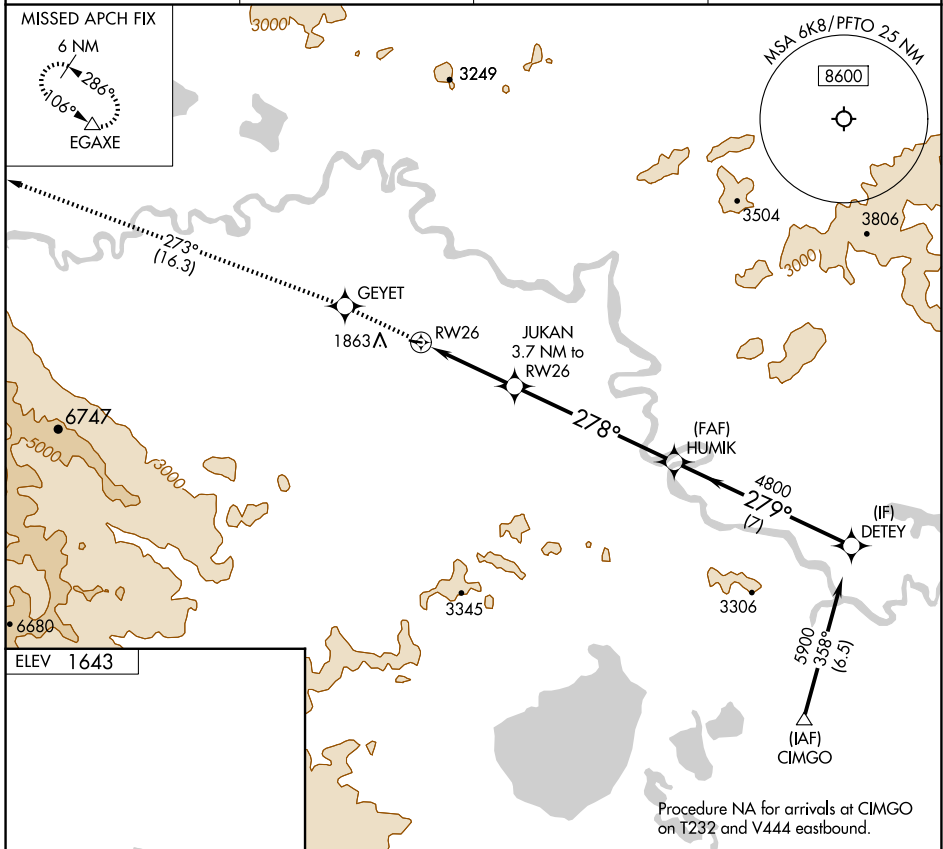 MISSED APCH FIX
6 NM
286°
106°
EGAXE
3000
3249
MSA 6K8/PFTO 25 NM
8600
3504
3806
3000
273°
(16.3)
GEYET
1863
RW26
JUKAN
3.7 NM to
RW26
278°
(FAF)
HUMIK
4800
279°
(7)
(IF)
DETEY
6747
5000
3000
3345
3306
6680
5900
358°
(6.5)
(IAF)
CIMGO
ELEV 1643
Procedure NA for arrivals at CIMGO
on T232 and V444 eastbound.